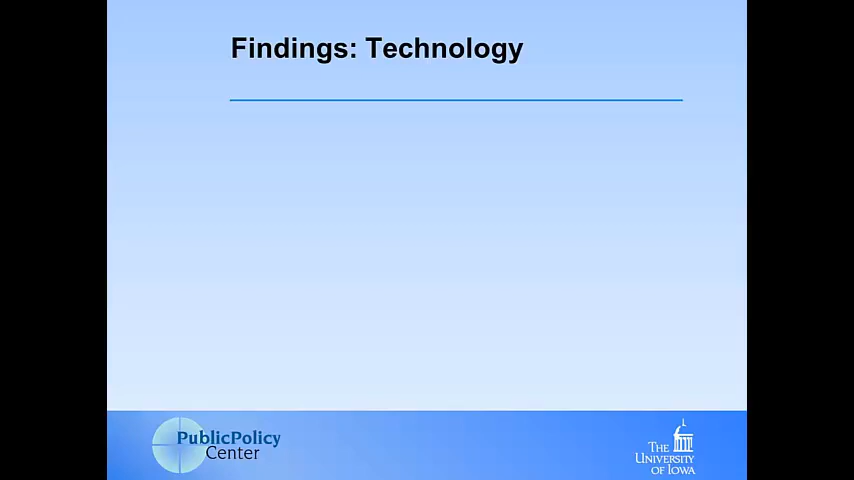 Findings: Technology
PublicPolicy
Center
THE
UNIVERSITY
OF IOWA